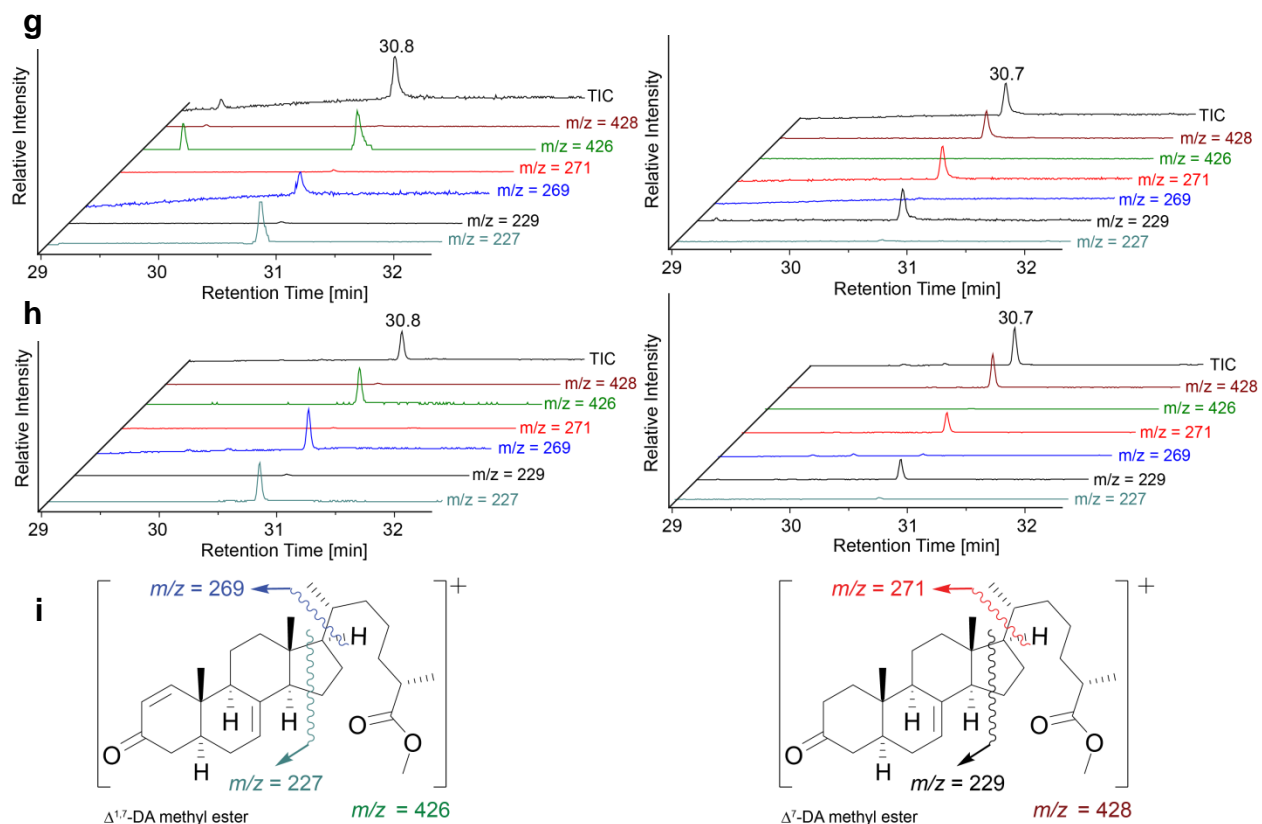 g
Relative Intensity
30.8
TIC
m/z = 428
m/z = 426
m/z = 271
m/z = 269
m/z = 229
m/z = 227
29 30 31 32
Retention Time [min]
Relative Intensity
30.7
TIC
m/z = 428
m/z = 426
m/z = 271
m/z = 269
m/z = 229
m/z = 227
29 30 31 32
Retention Time [min]
h
Relative Intensity
30.8
TIC
m/z = 428
m/z = 426
m/z = 271
m/z = 269
m/z = 229
m/z = 227
29 30 31 32
Retention Time [min]
Relative Intensity
30.7
TIC
m/z = 428
m/z = 426
m/z = 271
m/z = 269
m/z = 229
m/z = 227
29 30 31 32
Retention Time [min]
i
m/z = 269
+
H
H H
O
O
O
H
m/z = 227
m/z = 426
Δ1,7-DA methyl ester
m/z = 271
+
H
H H
O
O
O
H
m/z = 229
m/z = 428
Δ7-DA methyl ester